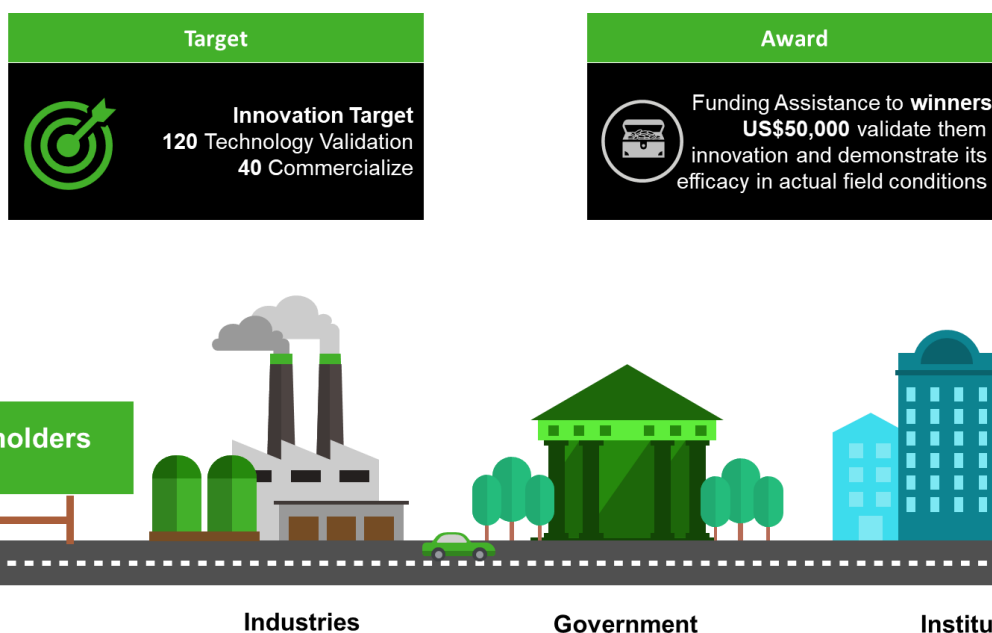 Target
Innovation Target
120 Technology Validation
40 Commercialize
Award
Funding Assistance to winners
US$50,000 validate them
innovation and demonstrate its
efficacy in actual field conditions
holders
Industries
Government
Institu